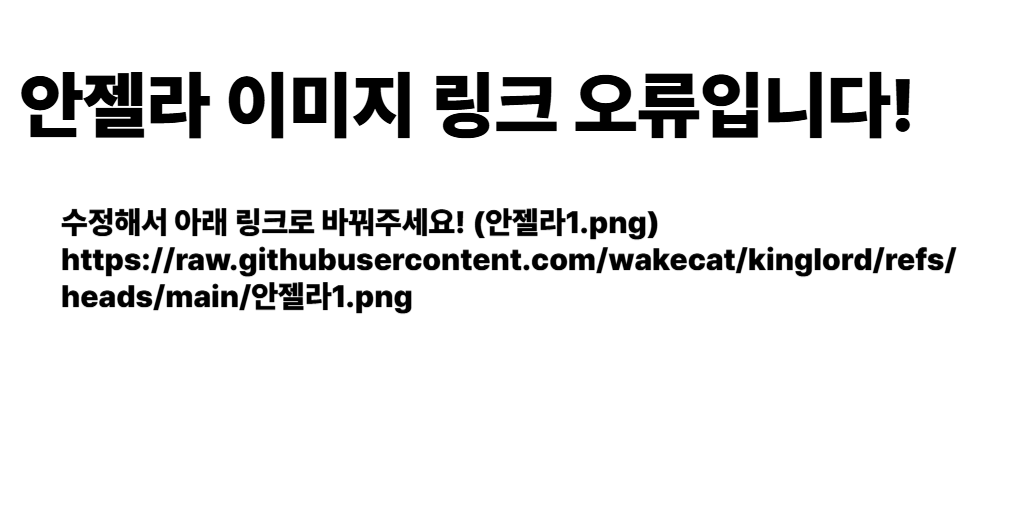 안젤라 이미지 링크 오류입니다!
수정해서 아래 링크로 바꿔주세요! (안젤라1.png)
https://raw.githubusercontent.com/wakecat/kinglord/refs/
heads/main/안젤라1.png